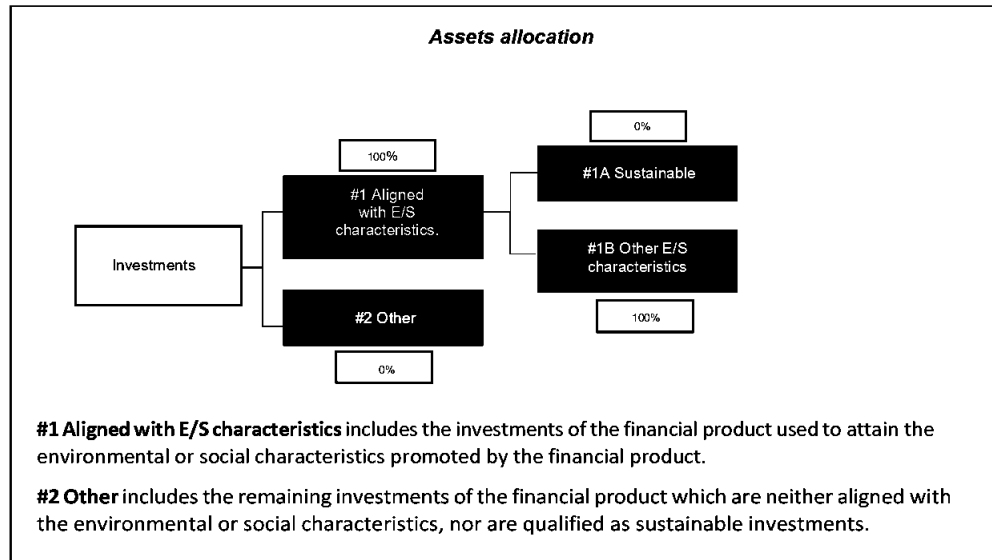 Assets allocation
0%
100%
#1A Sustainable
#1 Aligned
with E/S
characteristics.
#1B Other E/S
characteristics
Investments
#2 Other
100%
0%
#1 Aligned with E/S characteristics includes the investments of the financial product used to attain the
environmental or social characteristics promoted by the financial product.
#2 Other includes the remaining investments of the financial product which are neither aligned with
the environmental or social characteristics, nor are qualified as sustainable investments.